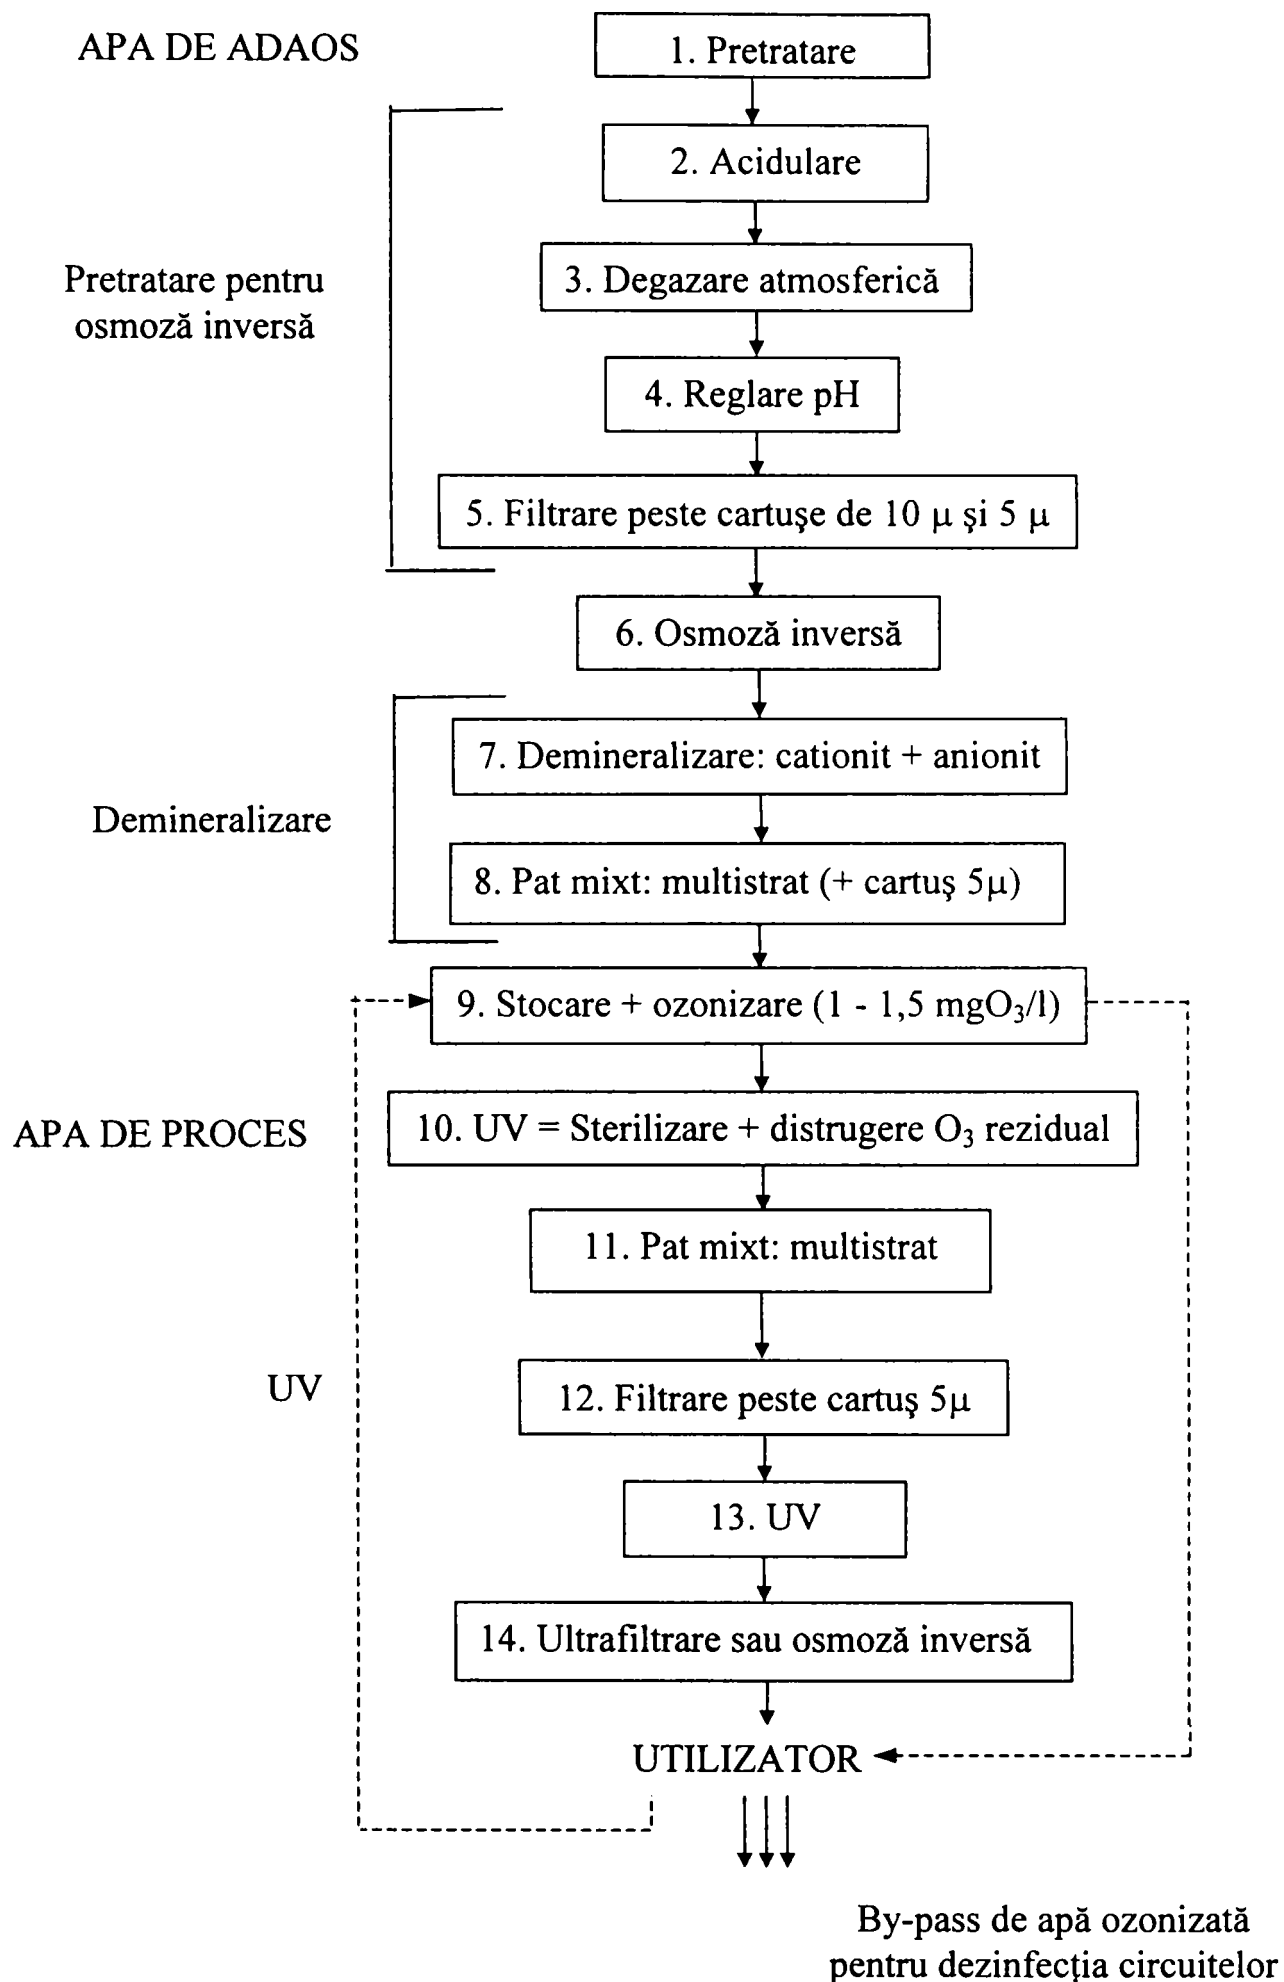 APA DE ADAOS
1. Pretratare
2. Acidulare
Pretratare pentru
osmoză inversă
3. Degazare atmosferică
4. Reglare pH
5. Filtrare peste cartuşe de 10 µ şi 5 µ
6. Osmoză inversă
7. Demineralizare: cationit + anionit
Demineralizare
8. Pat mixt: multistrat (+ cartuş 5µ)
9. Stocare + ozonizare (1 - 1,5 mgO₃/l)
APA DE PROCES
10. UV = Sterilizare + distrugere O₃ rezidual
11. Pat mixt: multistrat
UV
12. Filtrare peste cartuş 5µ
13. UV
14. Ultrafiltrare sau osmoză inversă
UTILIZATOR
By-pass de apă ozonizată
pentru dezinfecţia circuitelor